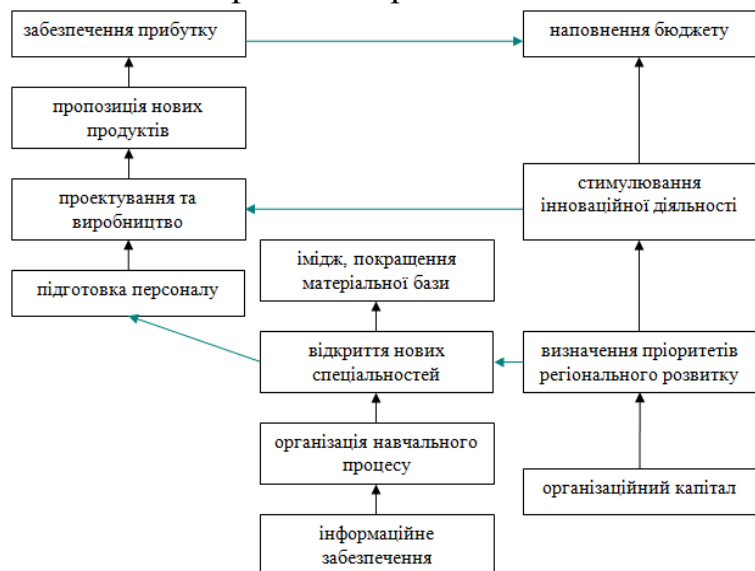 забезпечення прибутку
наповнення бюджету
пропозиція нових
продуктів
проектування та
виробництво
стимулювання
інноваційної діяльності
імідж, покращення
матеріальної бази
підготовка персоналу
відкриття нових
спеціальностей
визначення пріоритетів
регіонального розвитку
організація навчального
процесу
організаційний капітал
інформаційне
забезпечення